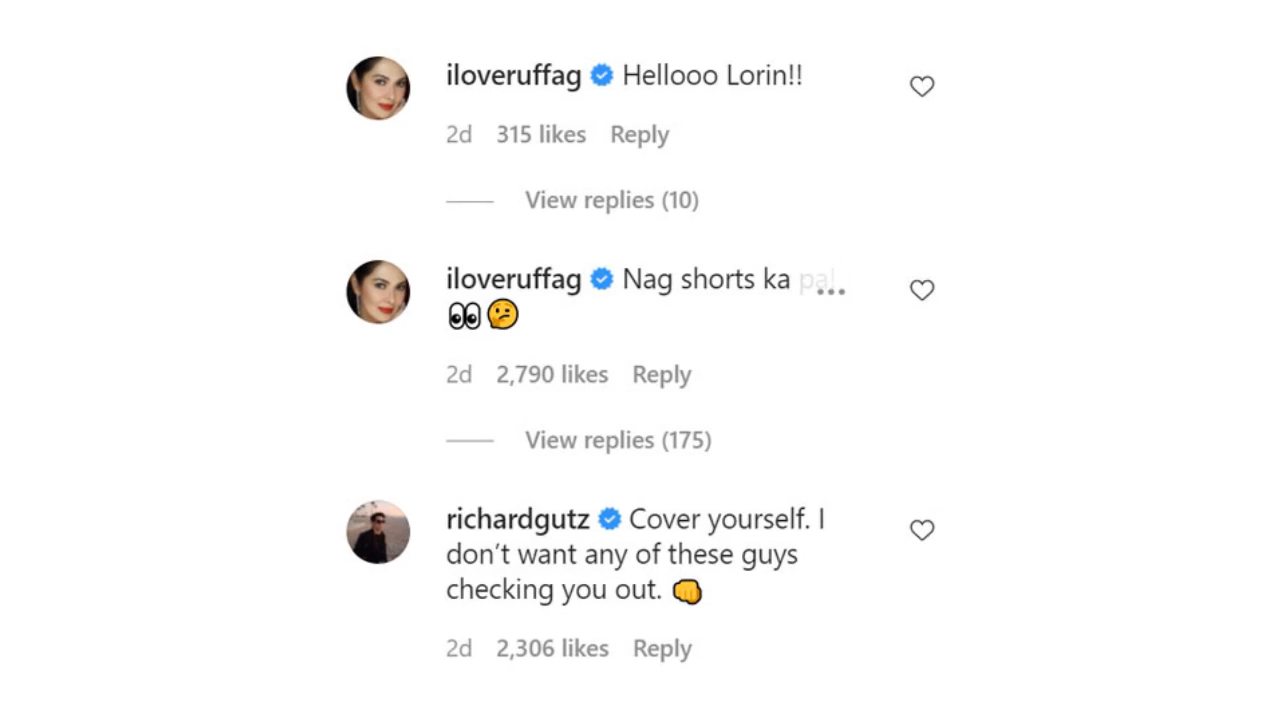 iloveruffag Hellooo Lorin!!
2d 315 likes Reply
View replies (10)
iloveruffag Nag shorts ka
👀🤔
2d 2,790 likes Reply
View replies (175)
richardgutz Cover yourself. I
don't want any of these guys
checking you out. 👊
2d 2,306 likes Reply